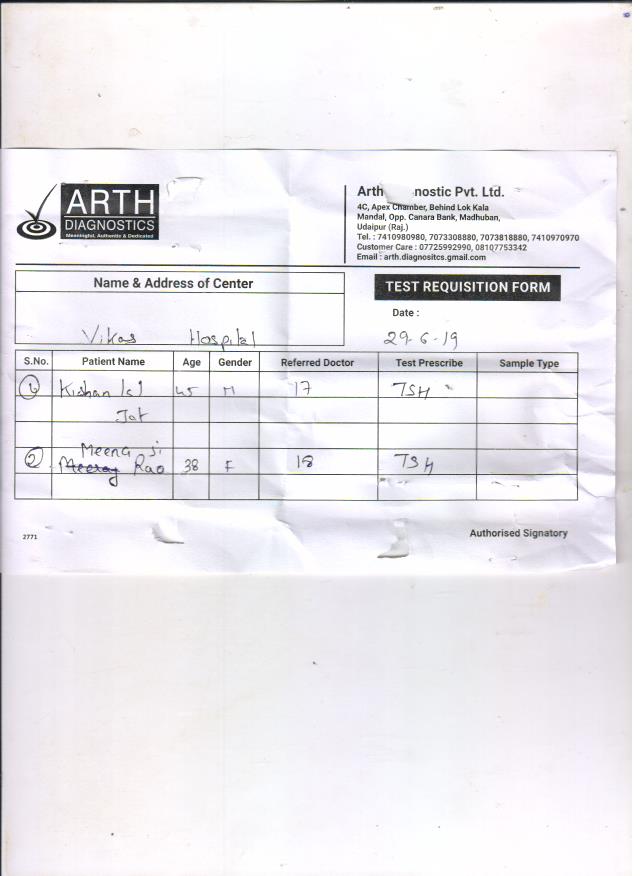 ARTH
DIAGNOSTICS
Meaningful, Authentic & Dedicated
Arth nostic Pvt. Ltd.
4C, Apex Chamber, Behind Lok Kala
Mandal, Opp. Canara Bank, Madhuban,
Udaipur (Raj.)
Tel. : 7410980980, 7073308880, 7073818880, 7410970970
Customer Care : 07725992990, 08107753342
Email : arth.diagnositcs.gmail.com
Name & Address of Center
TEST REQUISITION FORM
Date :
Vikas Hospital
29-6-19
S.No. Patient Name Age Gender Referred Doctor Test Prescribe Sample Type
1 Kishan lal 45 M 17 TSH
Jat
Meena Ji
2 Rao 38 F 18 TSH
Authorised Signatory
2771